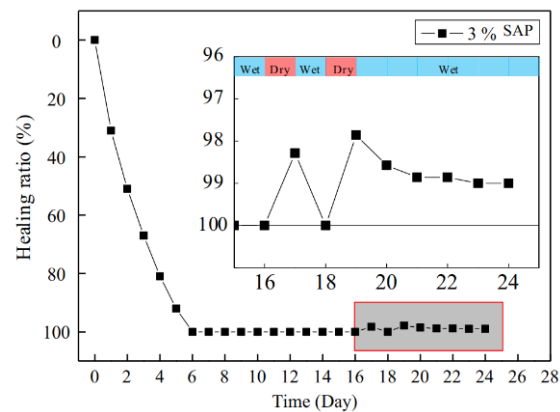 3 % SAP
96
97
98
99
100
Wet Dry Wet Dry Wet
16 18 20 22 24
0
20
40
60
80
100
Healing ratio (%)
0 2 4 6 8 10 12 14 16 18 20 22 24 26 28
Time (Day)